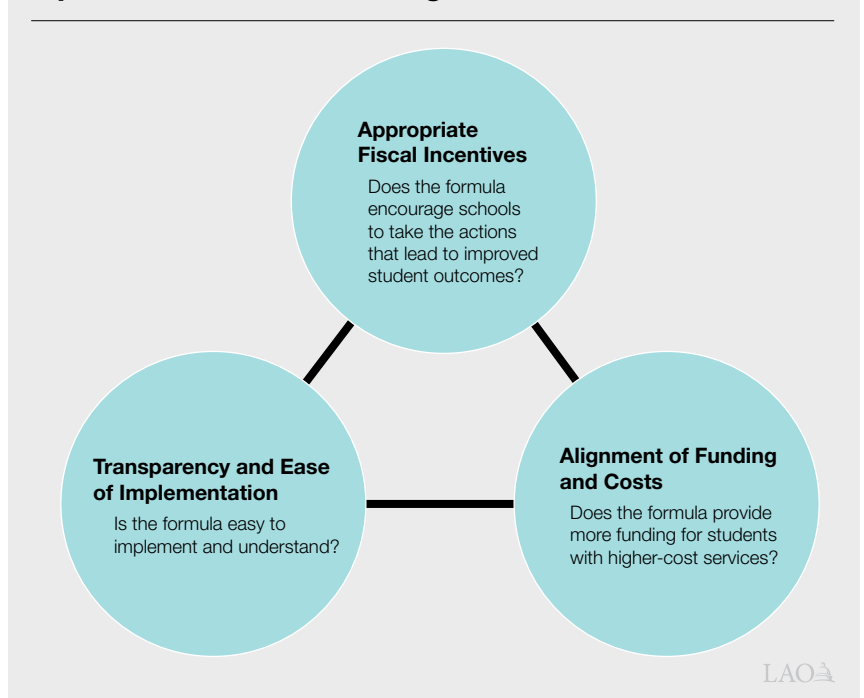 Appropriate
Fiscal Incentives
Does the formula
encourage schools
to take the actions
that lead to improved
student outcomes?
Transparency and Ease
of Implementation
Is the formula easy to
implement and understand?
Alignment of Funding
and Costs
Does the formula provide
more funding for students
with higher-cost services?
LAO